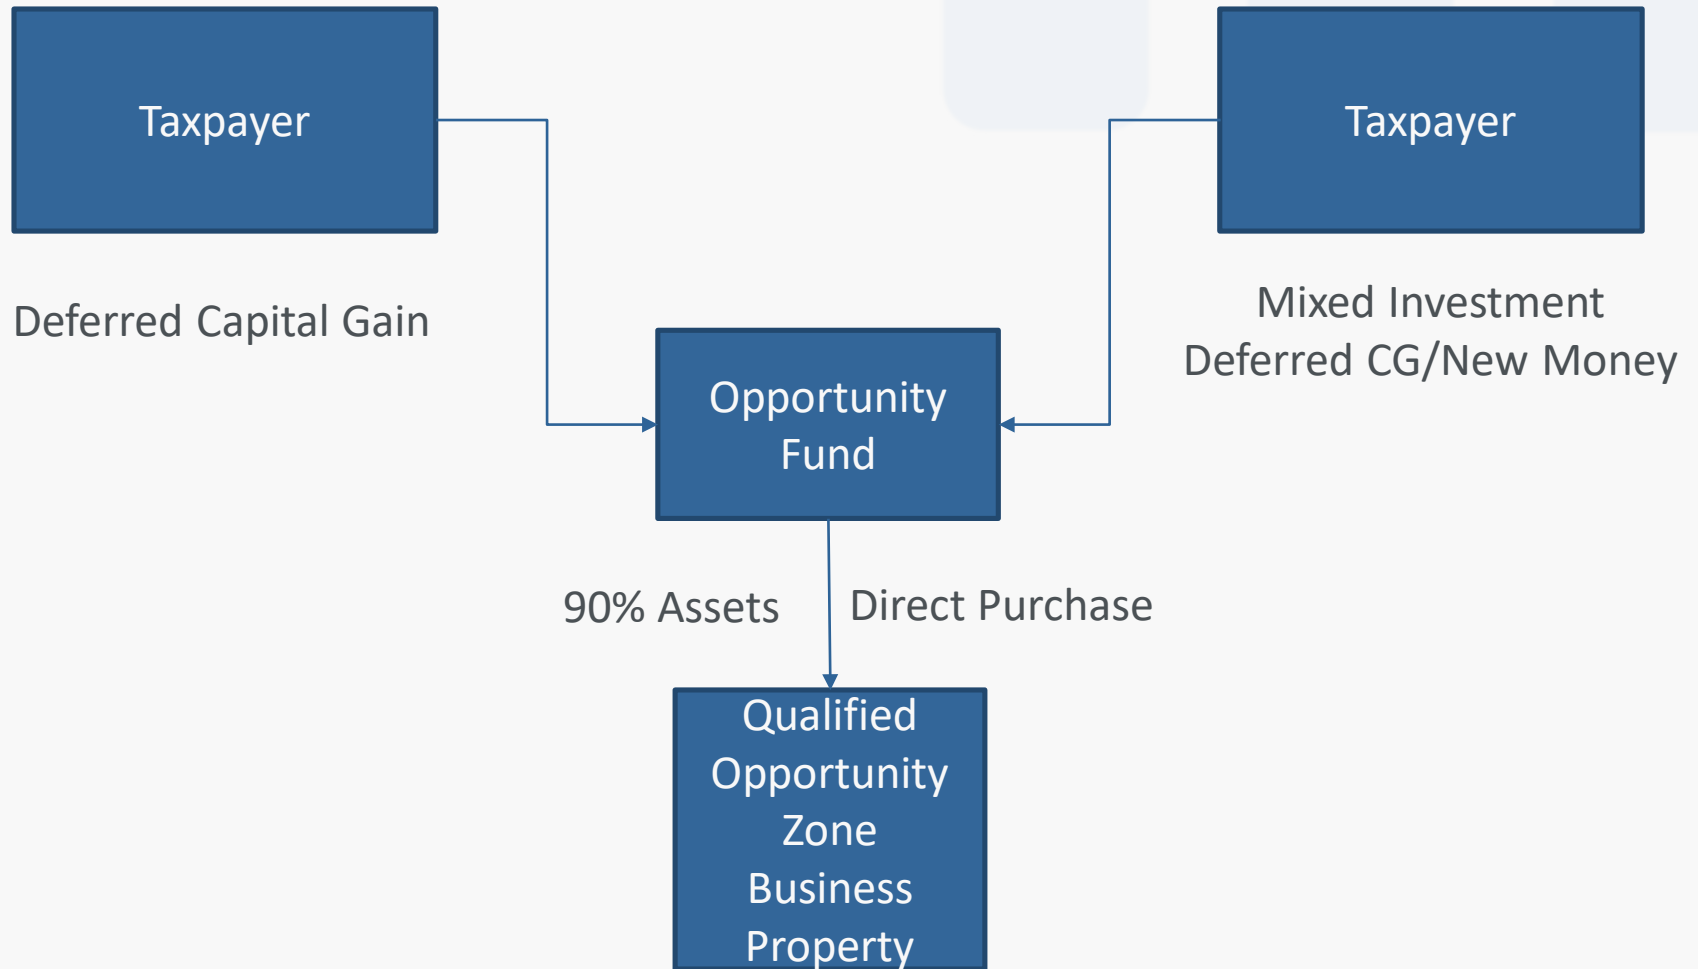 Taxpayer
Taxpayer
Deferred Capital Gain
Mixed Investment
Deferred CG/New Money
Opportunity
Fund
90% Assets
Direct Purchase
Qualified
Opportunity
Zone
Business
Property